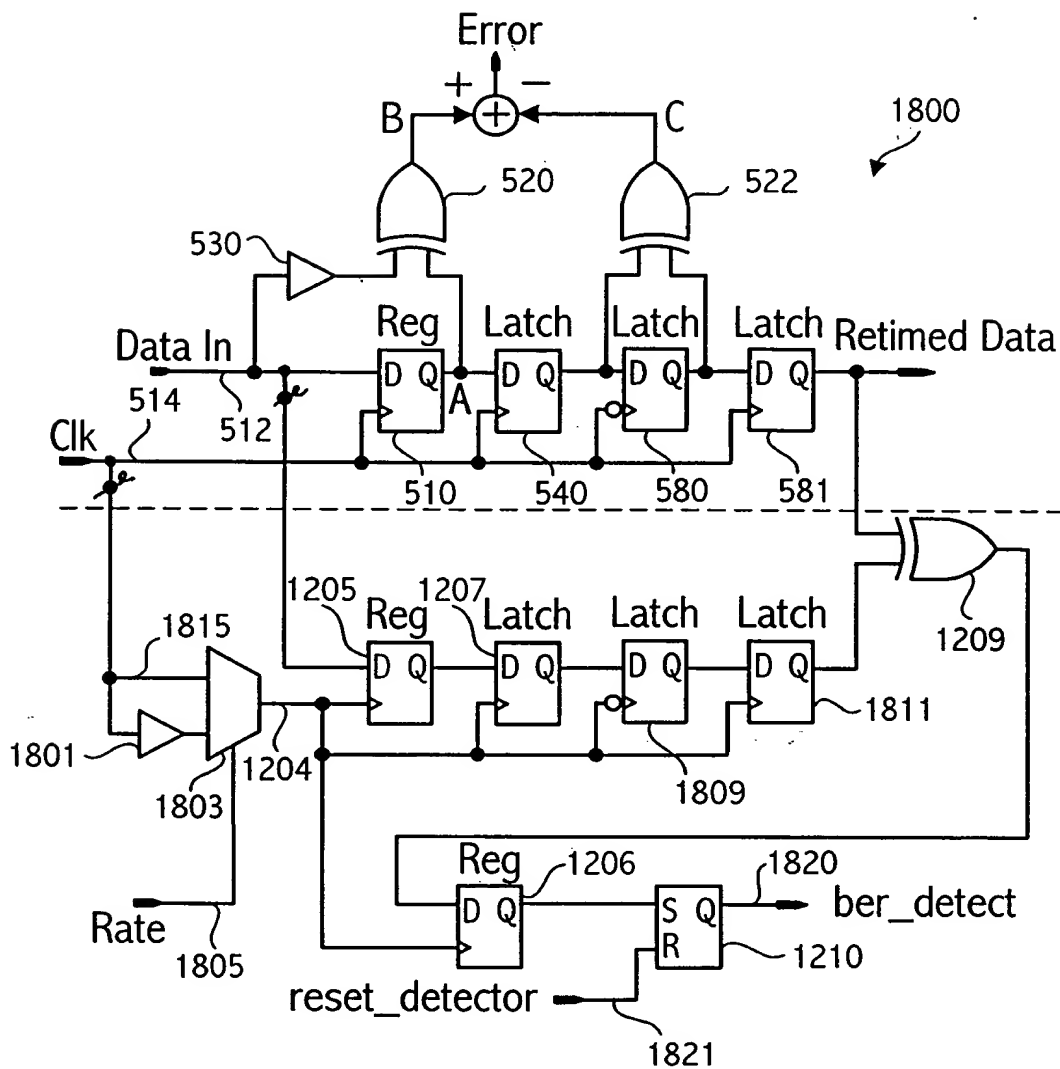 Error
+ −
B + C
1800
520 522
530
Reg Latch Latch Latch Retimed Data
Data In
D Q D Q D Q D Q
514 512 A
Clk
510 540 580 581
1205 Reg 1207 Latch Latch Latch
1209
1815
D Q D Q D Q D Q
1801 1811
1803 1204 1809
Reg 1206 1820
D Q S Q ber_detect
Rate R
1805 1210
reset_detector
1821